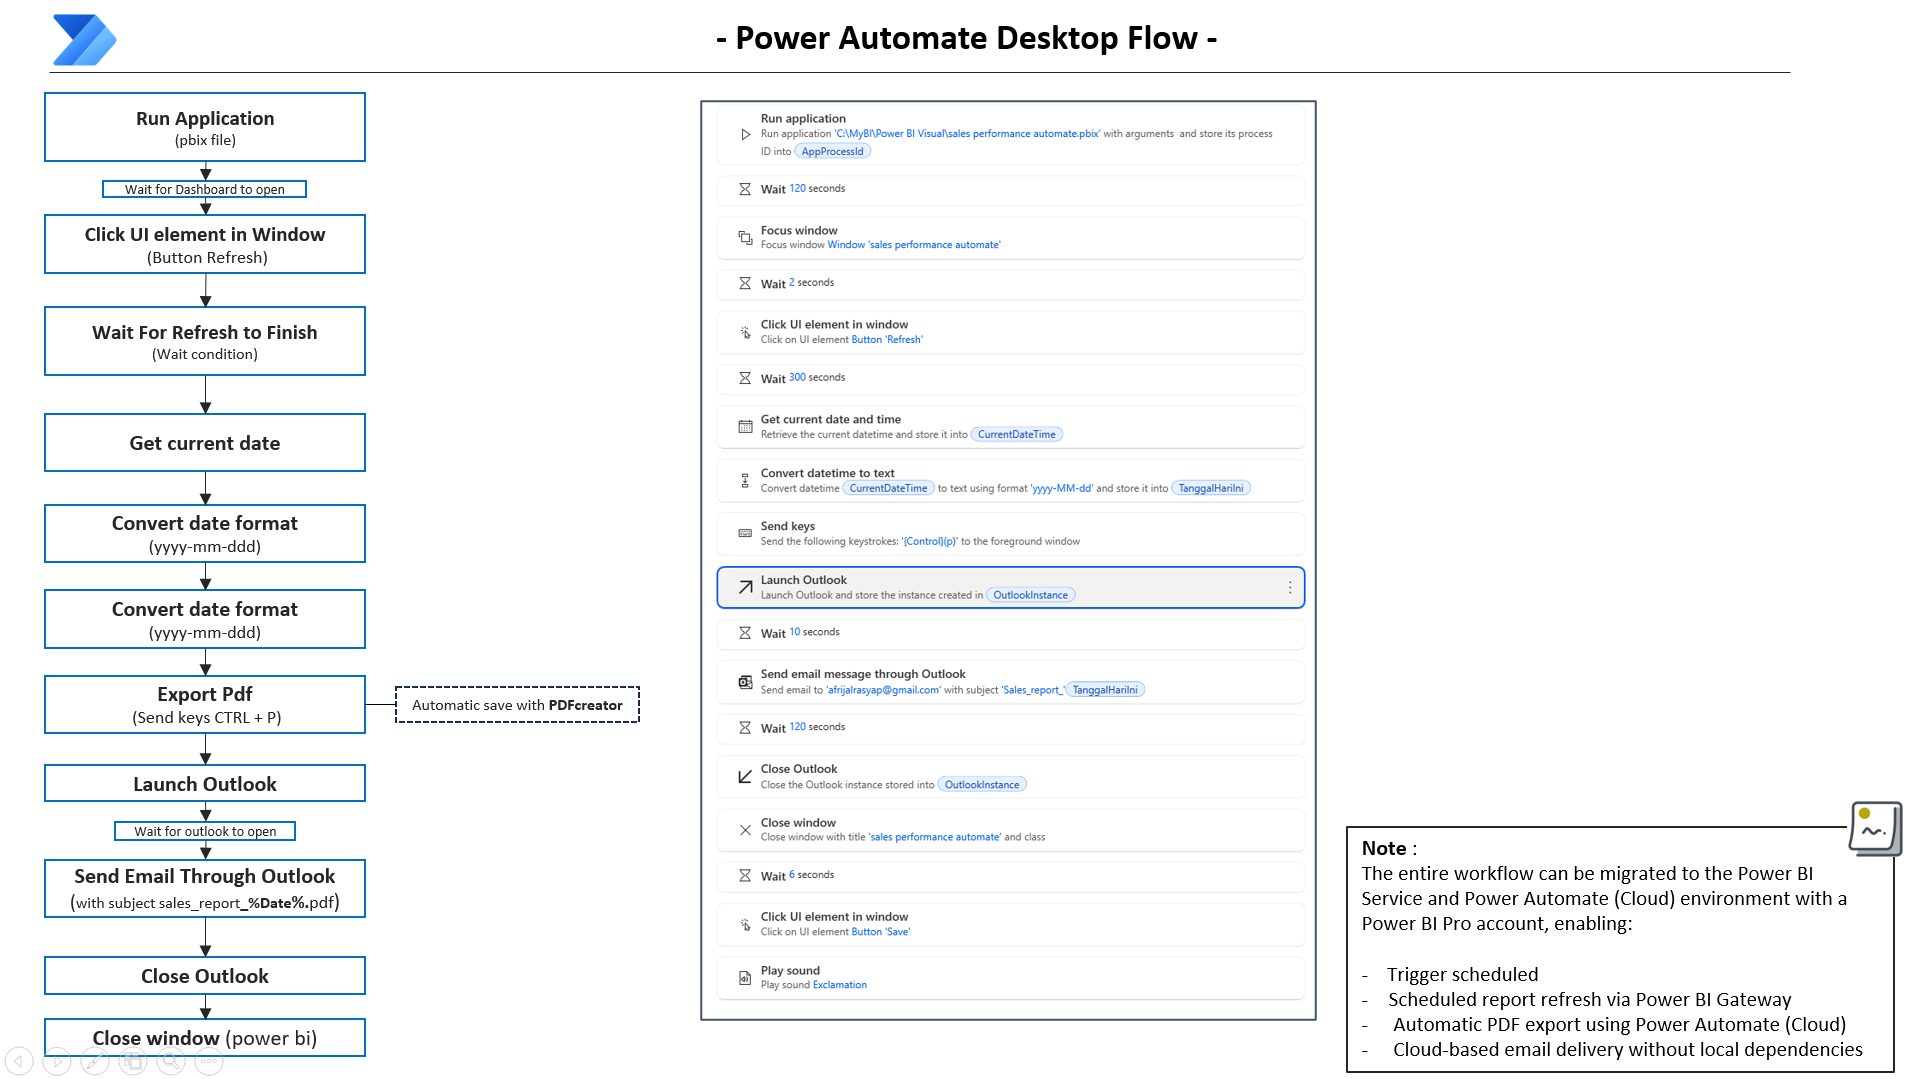 - Power Automate Desktop Flow -
Run Application
(pbix file)
Wait for Dashboard to open
Click UI element in Window
(Button Refresh)
Wait For Refresh to Finish
(Wait condition)
Get current date
Convert date format
(yyyy-mm-ddd)
Convert date format
(yyyy-mm-ddd)
Export Pdf
(Send keys CTRL + P)
Automatic save with PDFcreator
Launch Outlook
Wait for outlook to open
Send Email Through Outlook
(with subject sales_report_%Date%.pdf)
Close Outlook
Close window (power bi)
Run application
Run application 'C:\MyBI\Power BI Visual\sales performance automate.pbix' with arguments and store its process
ID into AppProcessId
Wait 120 seconds
Focus window
Focus window Window 'sales performance automate'
Wait 2 seconds
Click UI element in window
Click on UI element Button 'Refresh'
Wait 300 seconds
Get current date and time
Retrieve the current datetime and store it into CurrentDateTime
Convert datetime to text
Convert datetime CurrentDateTime to text using format 'yyyy-MM-dd' and store it into TanggalHariIni
Send keys
Send the following keystrokes: '{Control}(p)' to the foreground window
Launch Outlook
Launch Outlook and store the instance created in OutlookInstance
Wait 10 seconds
Send email message through Outlook
Send email to 'afrijalrasyap@gmail.com' with subject 'Sales_report_' TanggalHariIni
Wait 120 seconds
Close Outlook
Close the Outlook instance stored into OutlookInstance
Close window
Close window with title 'sales performance automate' and class
Wait 6 seconds
Click UI element in window
Click on UI element Button 'Save'
Play sound
Play sound Exclamation
Note :
The entire workflow can be migrated to the Power BI
Service and Power Automate (Cloud) environment with a
Power BI Pro account, enabling:
- Trigger scheduled
- Scheduled report refresh via Power BI Gateway
- Automatic PDF export using Power Automate (Cloud)
- Cloud-based email delivery without local dependencies